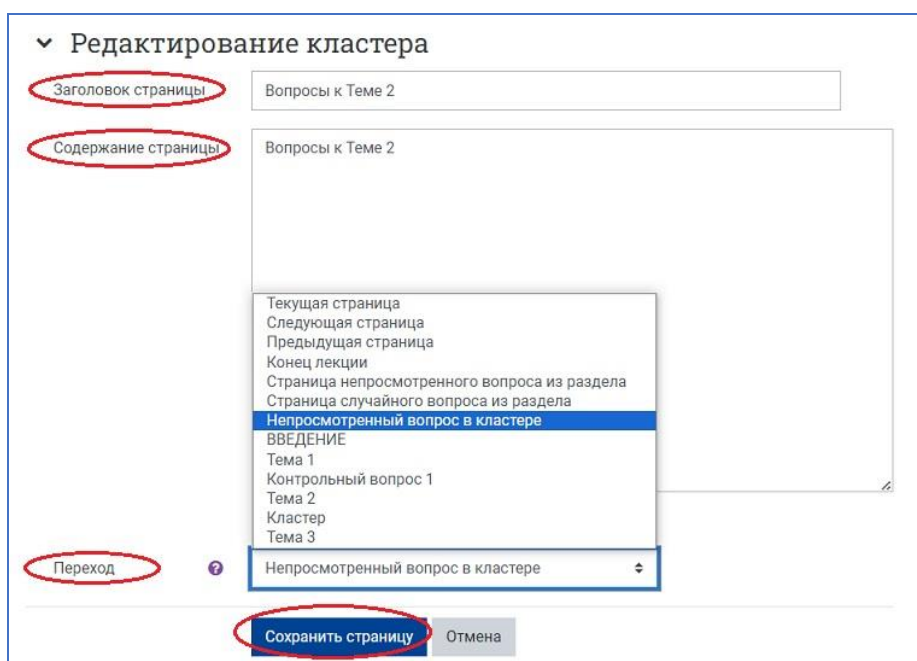 Редактирование кластера
Заголовок страницы
Вопросы к Теме 2
Содержание страницы
Вопросы к Теме 2
Текущая страница
Следующая страница
Предыдущая страница
Конец лекции
Страница непросмотренного вопроса из раздела
Страница случайного вопроса из раздела
Непросмотренный вопрос в кластере
ВВЕДЕНИЕ
Тема 1
Контрольный вопрос 1
Тема 2
Кластер
Тема 3
Переход
?
Непросмотренный вопрос в кластере
Сохранить страницу
Отмена